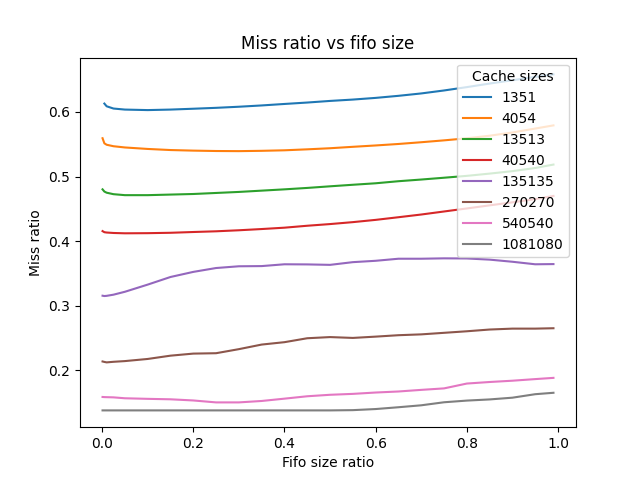 Miss ratio vs fifo size
Cache sizes
1351
4054
13513
40540
135135
270270
540540
1081080
Miss ratio
0.6
0.5
0.4
0.3
0.2
0.0 0.2 0.4 0.6 0.8 1.0
Fifo size ratio